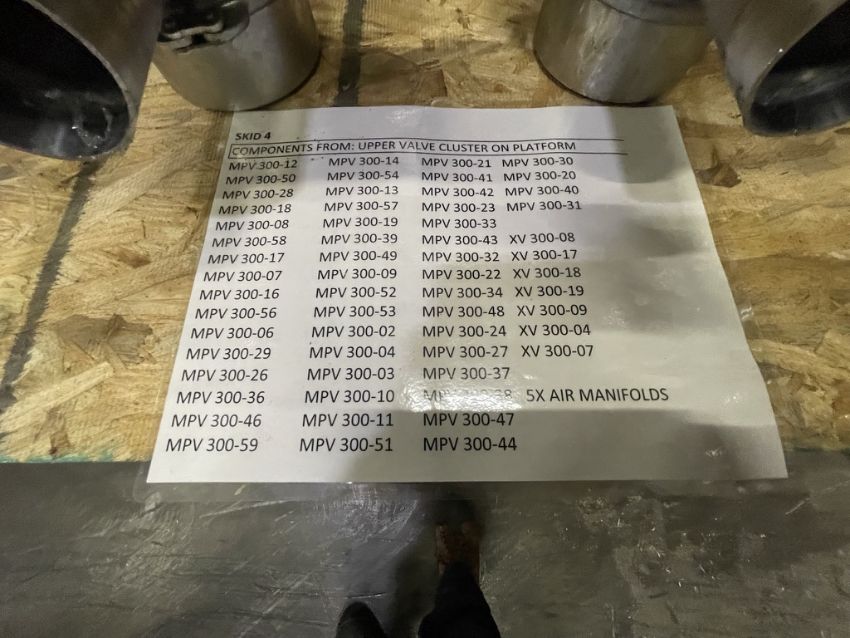 SKID 4
COMPONENTS FROM: UPPER VALVE CLUSTER ON PLATFORM
MPV 300-12 MPV 300-14 MPV 300-21 MPV 300-30
MPV 300-50 MPV 300-54 MPV 300-41 MPV 300-20
MPV 300-28 MPV 300-13 MPV 300-42 MPV 300-40
MPV 300-18 MPV 300-57 MPV 300-23 MPV 300-31
MPV 300-08 MPV 300-19 MPV 300-33
MPV 300-58 MPV 300-39 MPV 300-43 XV 300-08
MPV 300-17 MPV 300-49 MPV 300-32 XV 300-17
MPV 300-07 MPV 300-09 MPV 300-22 XV 300-18
MPV 300-16 MPV 300-52 MPV 300-34 XV 300-19
MPV 300-56 MPV 300-53 MPV 300-48 XV 300-09
MPV 300-06 MPV 300-02 MPV 300-24 XV 300-04
MPV 300-29 MPV 300-04 MPV 300-27 XV 300-07
MPV 300-26 MPV 300-03 MPV 300-37
MPV 300-36 MPV 300-10 5X AIR MANIFOLDS
MPV 300-46 MPV 300-11 MPV 300-47
MPV 300-59 MPV 300-51 MPV 300-44